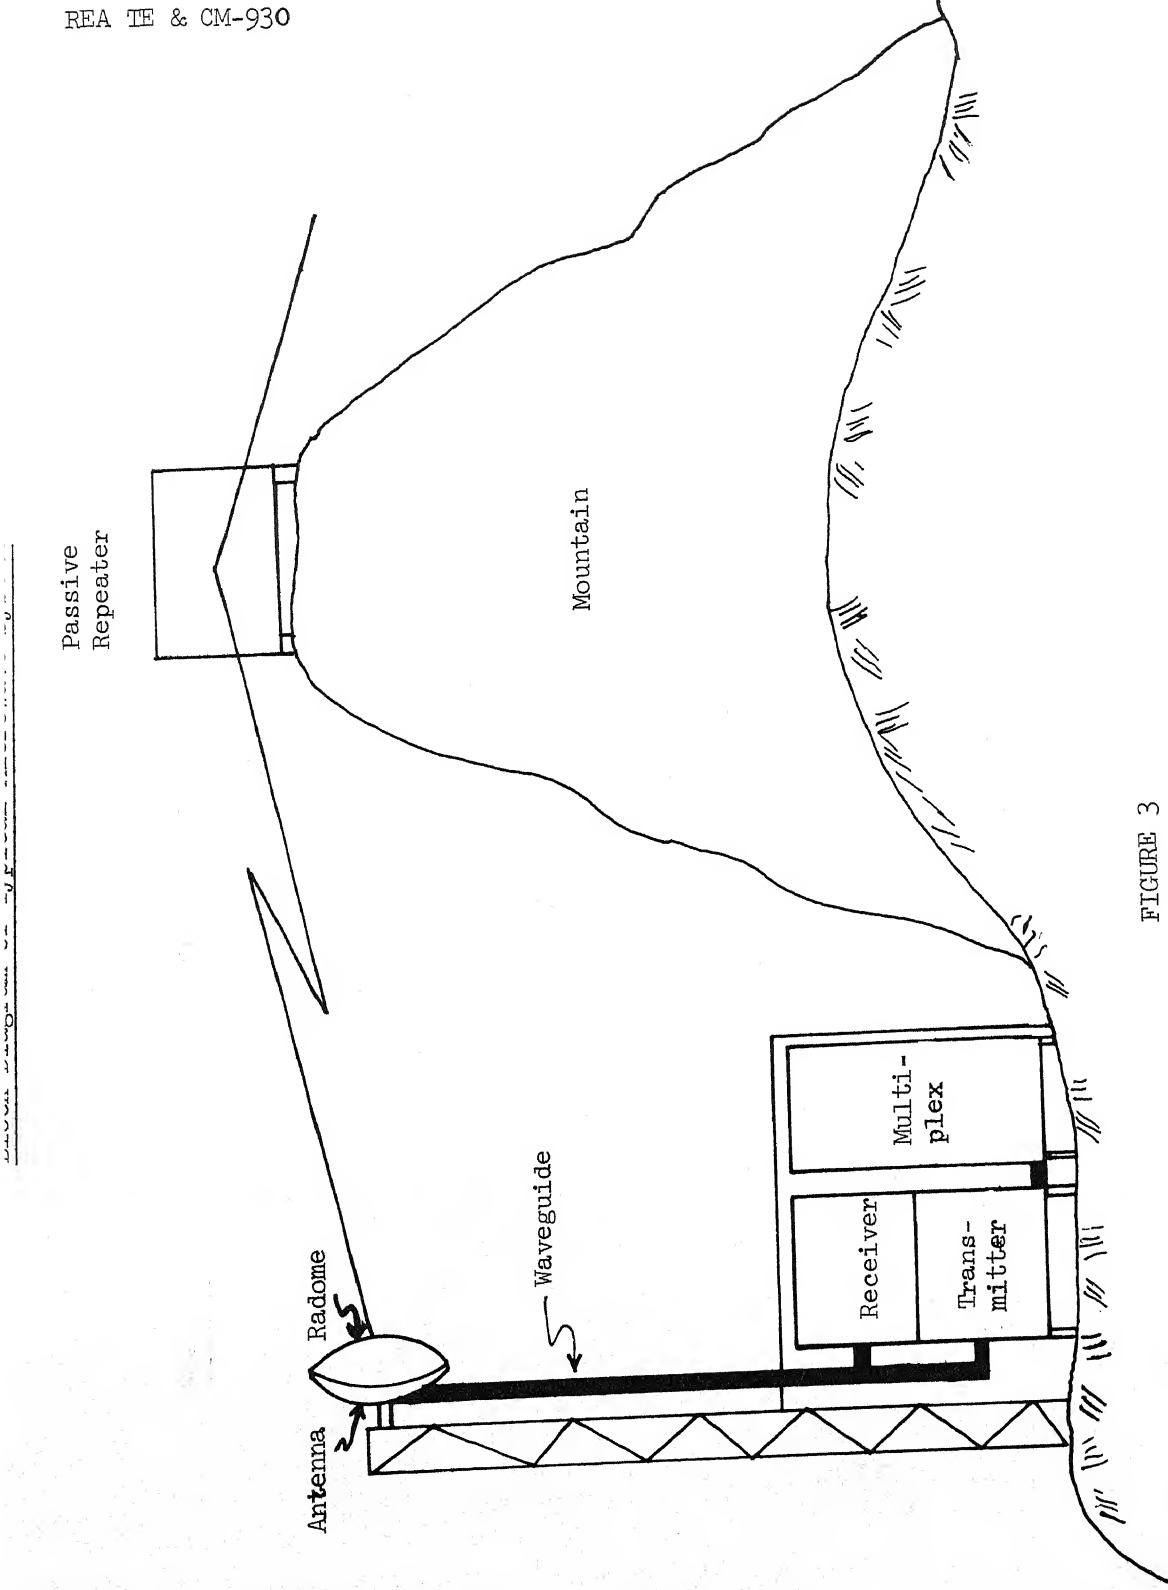 REA TE & CM-930
Passive
Repeater
Mountain
Radome
Antenna
Waveguide
Receiver
Trans-
mitter
Multi-
plex
FIGURE 3